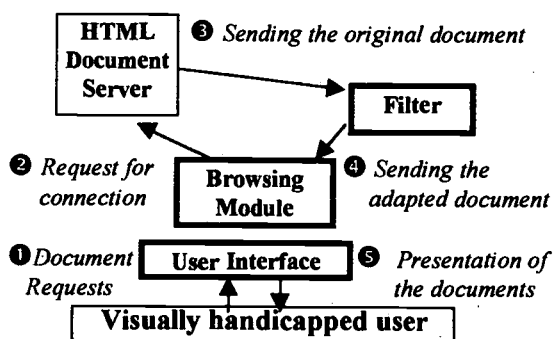 HTML
Document
Server
❸ Sending the original document
Filter
❷ Request for
connection
Browsing
Module
❹ Sending the
adapted document
❶ Document
Requests
User Interface
❺ Presentation of
the documents
Visually handicapped user